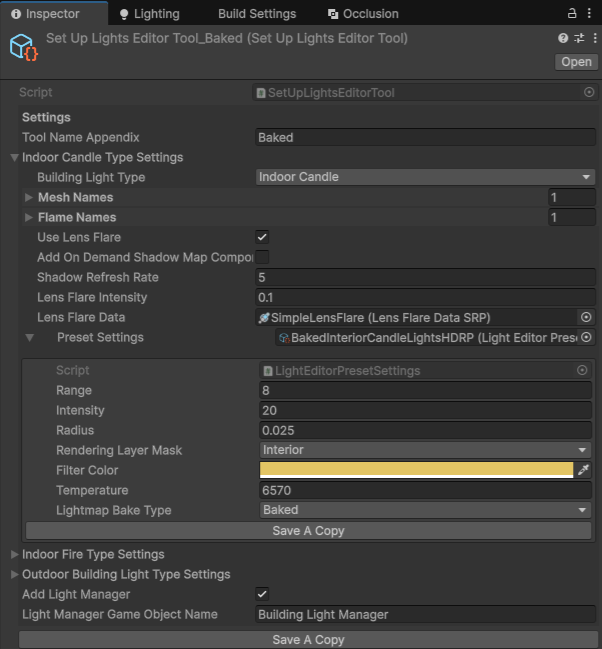 Inspector Lighting Build Settings Occlusion
Set Up Lights Editor Tool_Baked (Set Up Lights Editor Tool)
Open
Script SetUpLightsEditorTool
Settings
Tool Name Appendix Baked
Indoor Candle Type Settings
Building Light Type Indoor Candle
Mesh Names 1
Flame Names 1
Use Lens Flare
Add On Demand Shadow Map Compo
Shadow Refresh Rate 5
Lens Flare Intensity 0.1
Lens Flare Data SimpleLensFlare (Lens Flare Data SRP)
Preset Settings BakedInteriorCandleLightsHDRP (Light Editor Prese
Script LightEditorPresetSettings
Range 8
Intensity 20
Radius 0.025
Rendering Layer Mask Interior
Filter Color
Temperature 6570
Lightmap Bake Type Baked
Save A Copy
Indoor Fire Type Settings
Outdoor Building Light Type Settings
Add Light Manager
Light Manager Game Object Name Building Light Manager
Save A Copy